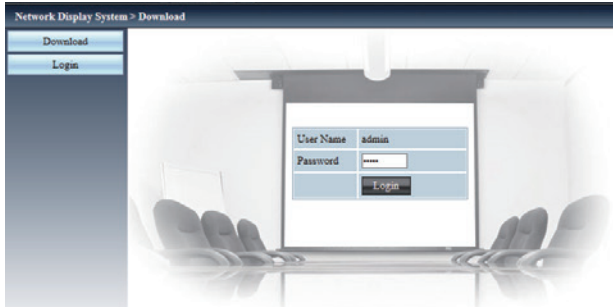 Network Display System > Download
Download
Login
User Name admin
Password •••••
Login